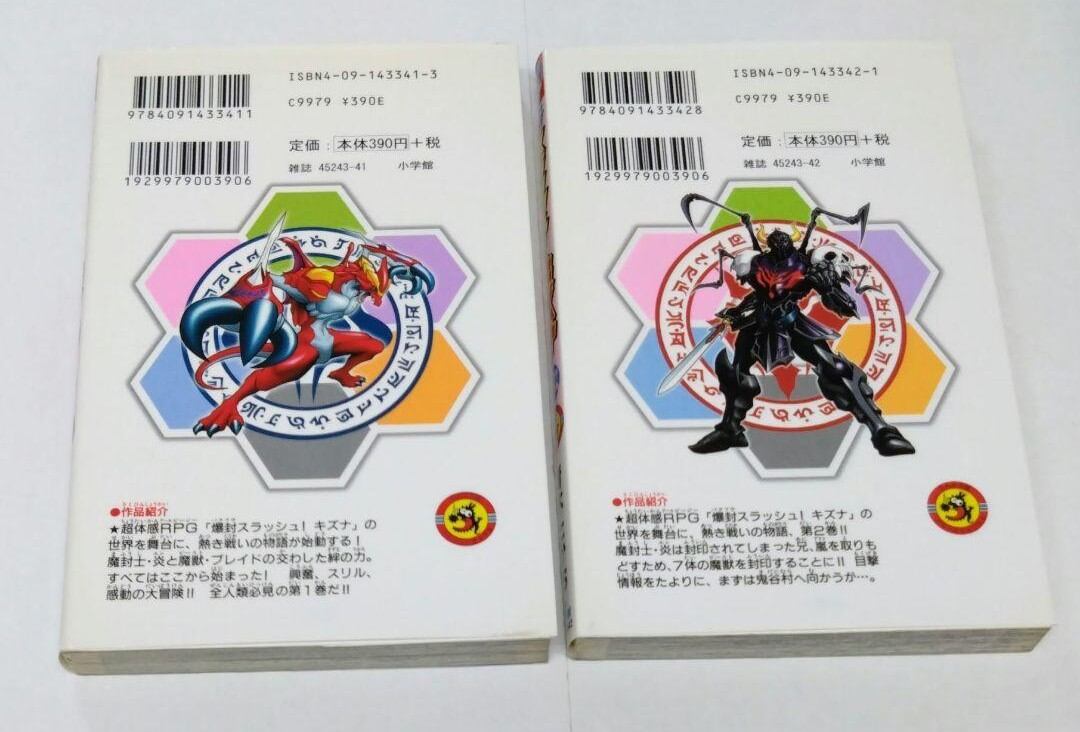 ISBN4-09-143341-3
C9979 ¥390E
9784091433411
定価：本体390円＋税
雑誌 45243-41 小学館
1929979003906
●作品紹介
★超体感RPG「爆封スラッシュ！キズナ」の
世界を舞台に、熱き戦いの物語が始動する！
魔封士・炎と魔獣・ブレイドの交わした絆の力。
すべてはここから始まった！ 興奮、スリル、
感動の大冒険！！ 全人類必見の第1巻だ！！
ISBN4-09-143342-1
C9979 ¥390E
9784091433428
定価：本体390円＋税
雑誌 45243-42 小学館
1929979003906
●作品紹介
★超体感RPG「爆封スラッシュ！キズナ」の
世界を舞台に、熱き戦いの物語、第2巻！！
魔封士・炎は封印されてしまった兄、嵐を取りも
どすため、7体の魔獣を封印することに！！ 目撃
情報をたよりに、まずは鬼谷村へ向かうが…。